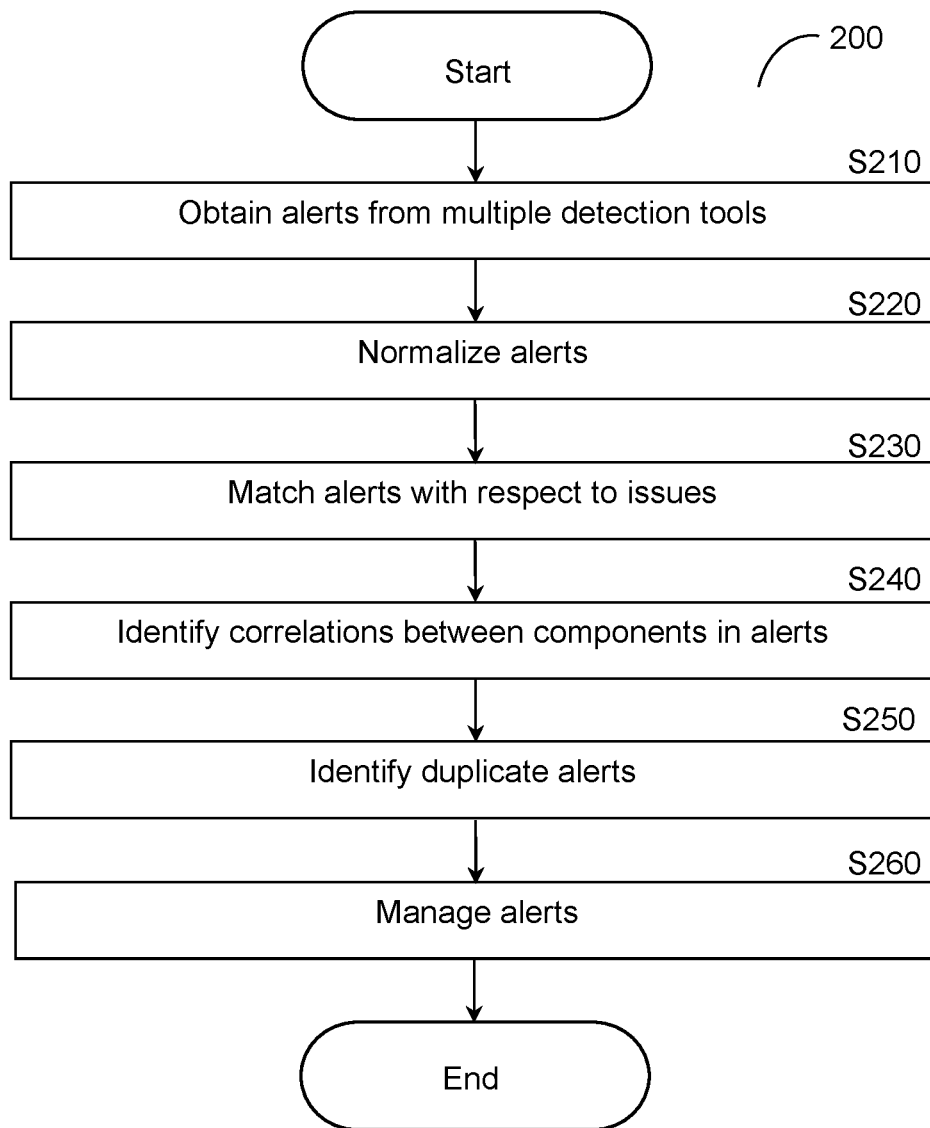 200
Start
S210
Obtain alerts from multiple detection tools
S220
Normalize alerts
S230
Match alerts with respect to issues
S240
Identify correlations between components in alerts
S250
Identify duplicate alerts
S260
Manage alerts
End